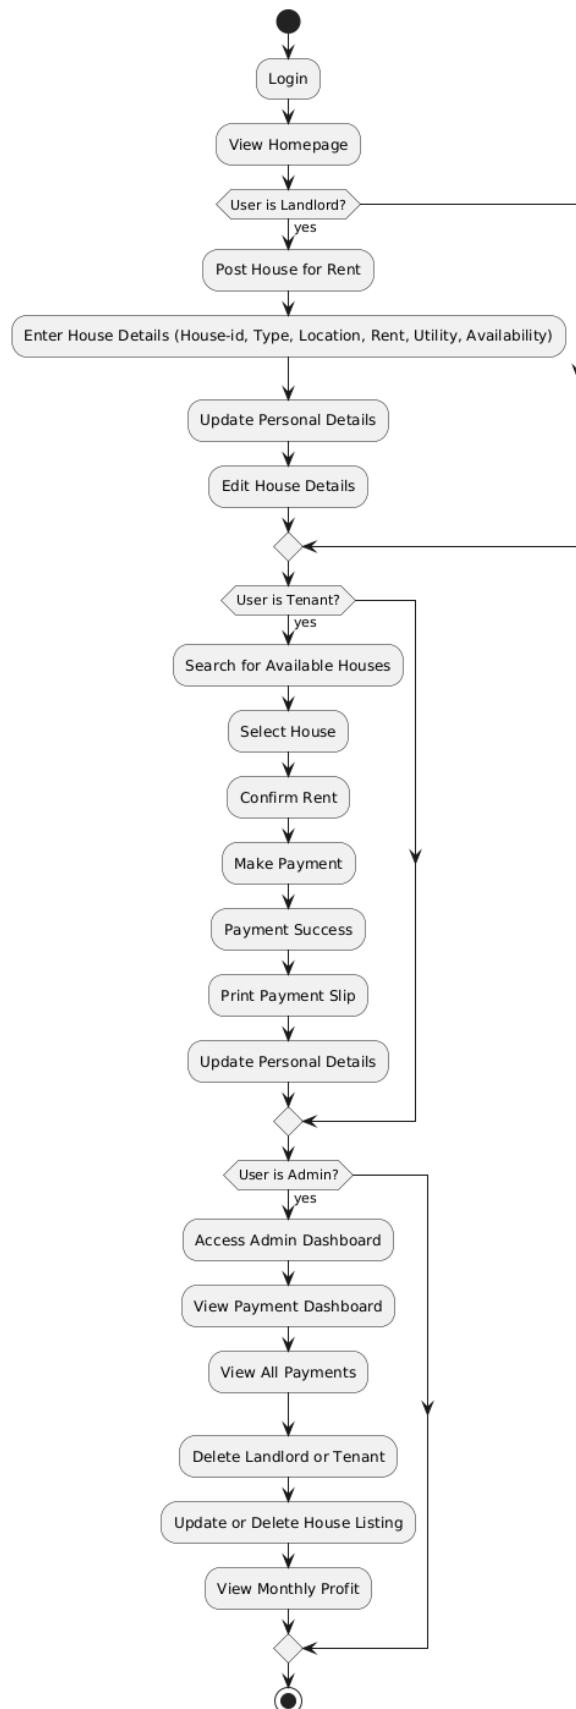 Login
View Homepage
User is Landlord?
yes
Post House for Rent
Enter House Details (House-id, Type, Location, Rent, Utility, Availability)
Update Personal Details
Edit House Details
User is Tenant?
yes
Search for Available Houses
Select House
Confirm Rent
Make Payment
Payment Success
Print Payment Slip
Update Personal Details
User is Admin?
yes
Access Admin Dashboard
View Payment Dashboard
View All Payments
Delete Landlord or Tenant
Update or Delete House Listing
View Monthly Profit